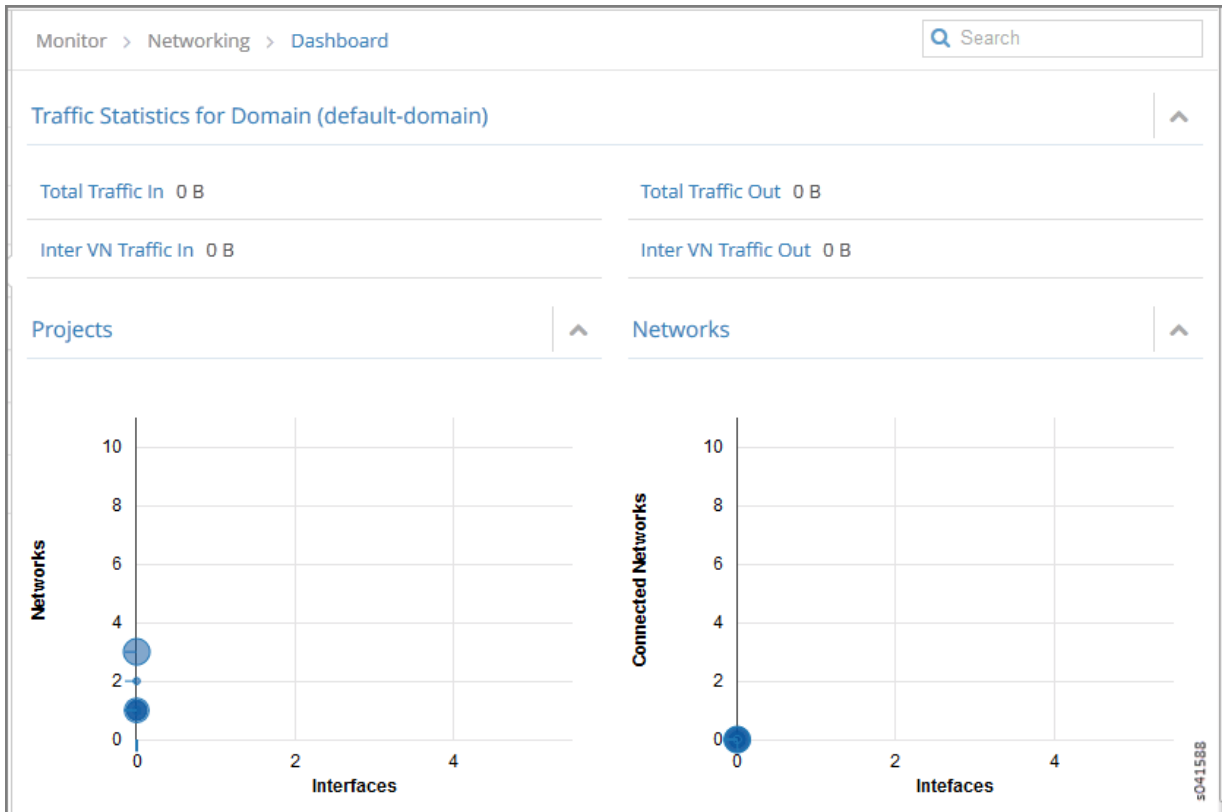 Monitor > Networking > Dashboard
Search
Traffic Statistics for Domain (default-domain)
Total Traffic In 0 B
Total Traffic Out 0 B
Inter VN Traffic In 0 B
Inter VN Traffic Out 0 B
Projects
Networks
10
8
6
4
2
0
Networks
0 2 4
Interfaces
10
8
6
4
2
0
Connected Networks
0 2 4
Intefaces
s041588